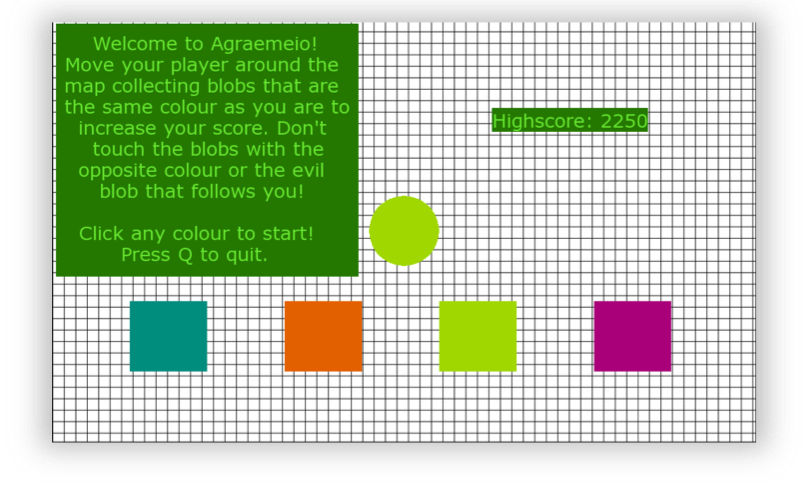 Welcome to Agraemeio!
Move your player around the
map collecting blobs that are
the same colour as you are to
increase your score. Don't
touch the blobs with the
opposite colour or the evil
blob that follows you!
Click any colour to start!
Press Q to quit.
Highscore: 2250